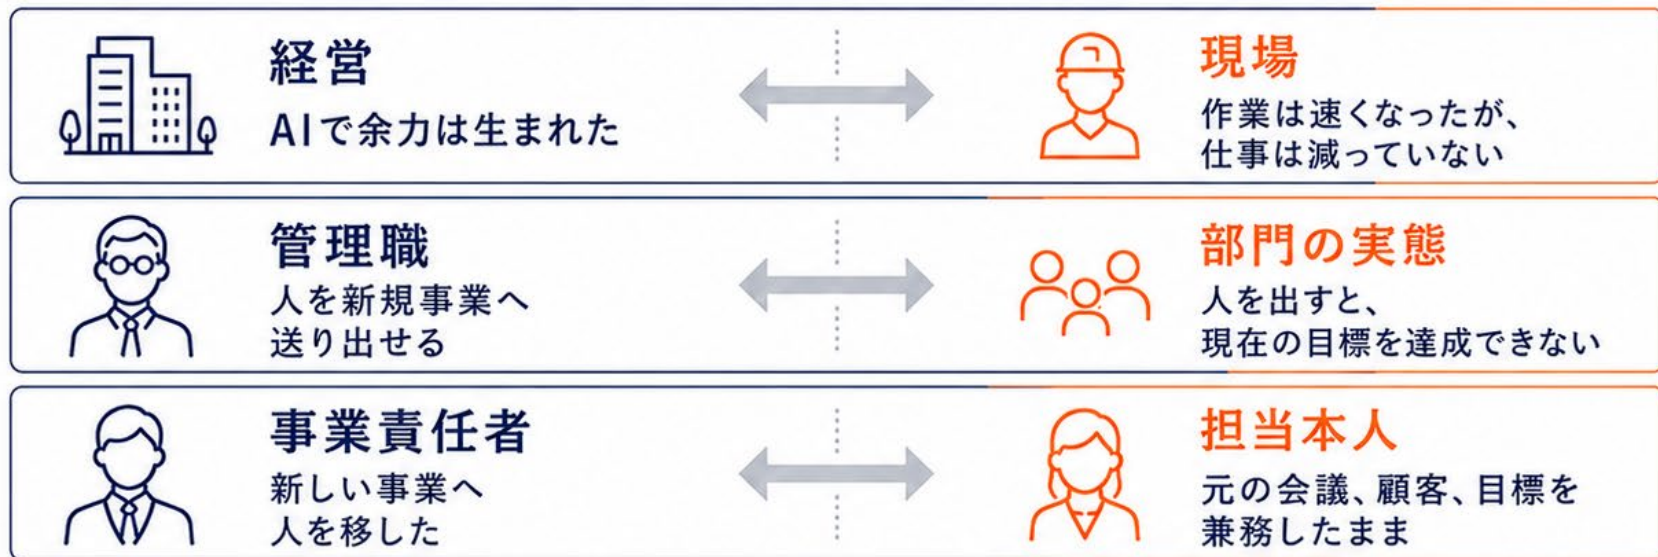 経営
AIで余力は生まれた
現場
作業は速くなったが、
仕事は減っていない
管理職
人を新規事業へ
送り出せる
部門の実態
人を出すと、
現在の目標を達成できない
事業責任者
新しい事業へ
人を移した
担当本人
元の会議、顧客、目標を
兼務したまま